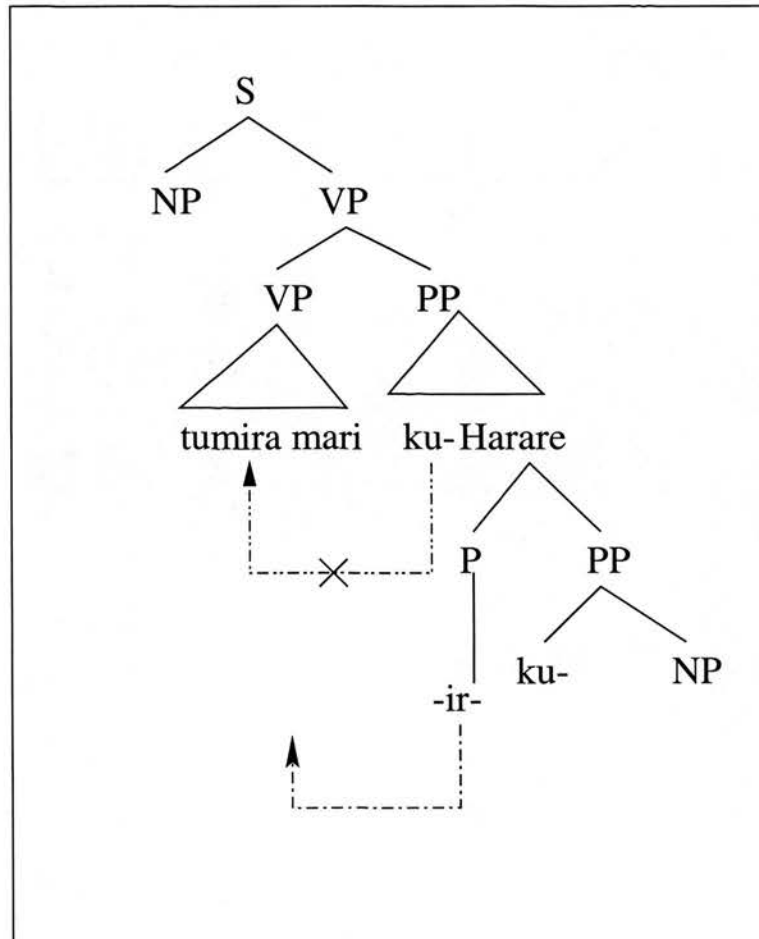 S
NP VP
VP PP
tumira mari ku-Harare
P PP
ku- NP
-ir-